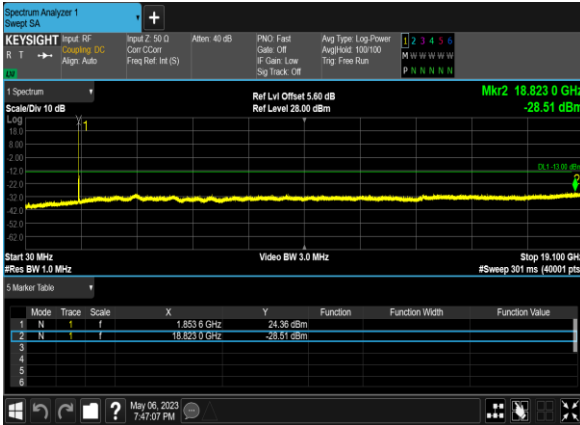 Spectrum Analyzer 1
Swept SA
KEYSIGHT Input: RF Input Z: 50 Ω Atten: 40 dB PNO: Fast Avg Type: Log-Power 1 2 3 4 5 6
R T Coupling: DC Corr CCorr Gate: Off Avg|Hold: 100/100 M W W W W W
Align: Auto Freq Ref: Int (S) IF Gain: Low Trig: Free Run
LV Sig Track: Off P N N N N N
1 Spectrum Ref Lvl Offset 5.60 dB Mkr2 18.823 0 GHz
Scale/Div 10 dB Ref Level 28.00 dBm -28.51 dBm
Log
1
18.0
8.00
-2.00
-12.0 DL1 -13.00 dBm
-22.0
2
-32.0
-42.0
-52.0
-62.0
Start 30 MHz Video BW 3.0 MHz Stop 19.100 GHz
#Res BW 1.0 MHz #Sweep 301 ms (40001 pts
5 Marker Table
Mode Trace Scale X Y Function Function Width Function Value
1 N 1 f 1.853 6 GHz 24.36 dBm
2 N 1 f 18.823 0 GHz -28.51 dBm
3
4
5
6
? May 06, 2023
7:47:07 PM